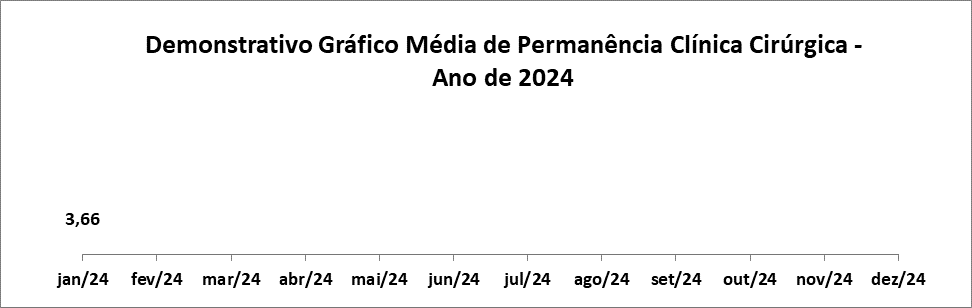 Demonstrativo Gráfico Média de Permanência Clínica Cirúrgica -
Ano de 2024
3,66
jan/24 fev/24 mar/24 abr/24 mai/24 jun/24 jul/24 ago/24 set/24 out/24 nov/24 dez/24